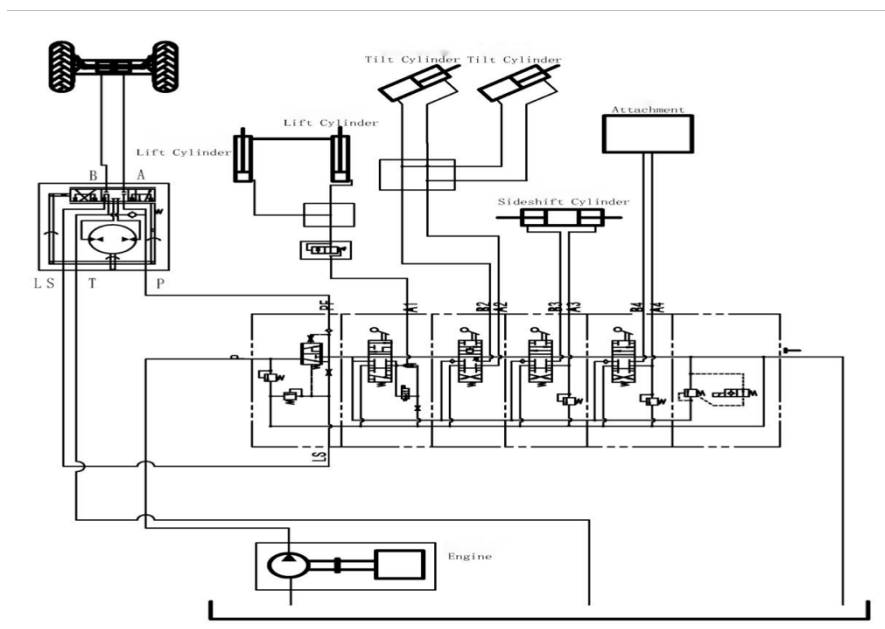 Tilt Cylinder Tilt Cylinder
Attachment
Lift Cylinder
Lift Cylinder
B A
Sideshift Cylinder
LS T P
PF A1 B2 A2 B3 A3 B4 A4
P T
LS
Engine